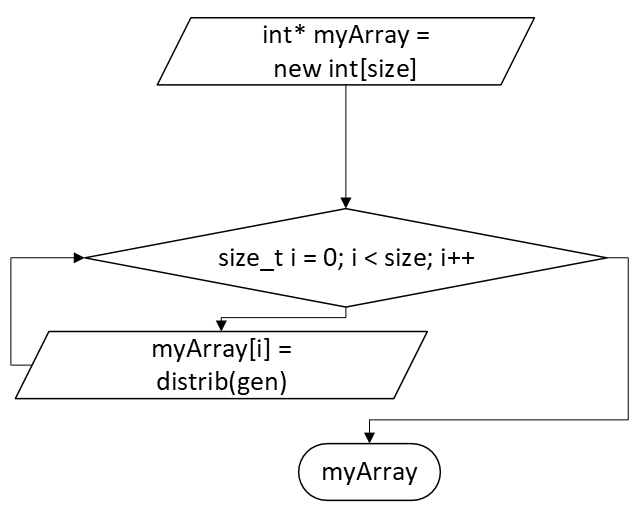 int* myArray =
new int[size]
size_t i = 0; i < size; i++
myArray[i] =
distrib(gen)
myArray